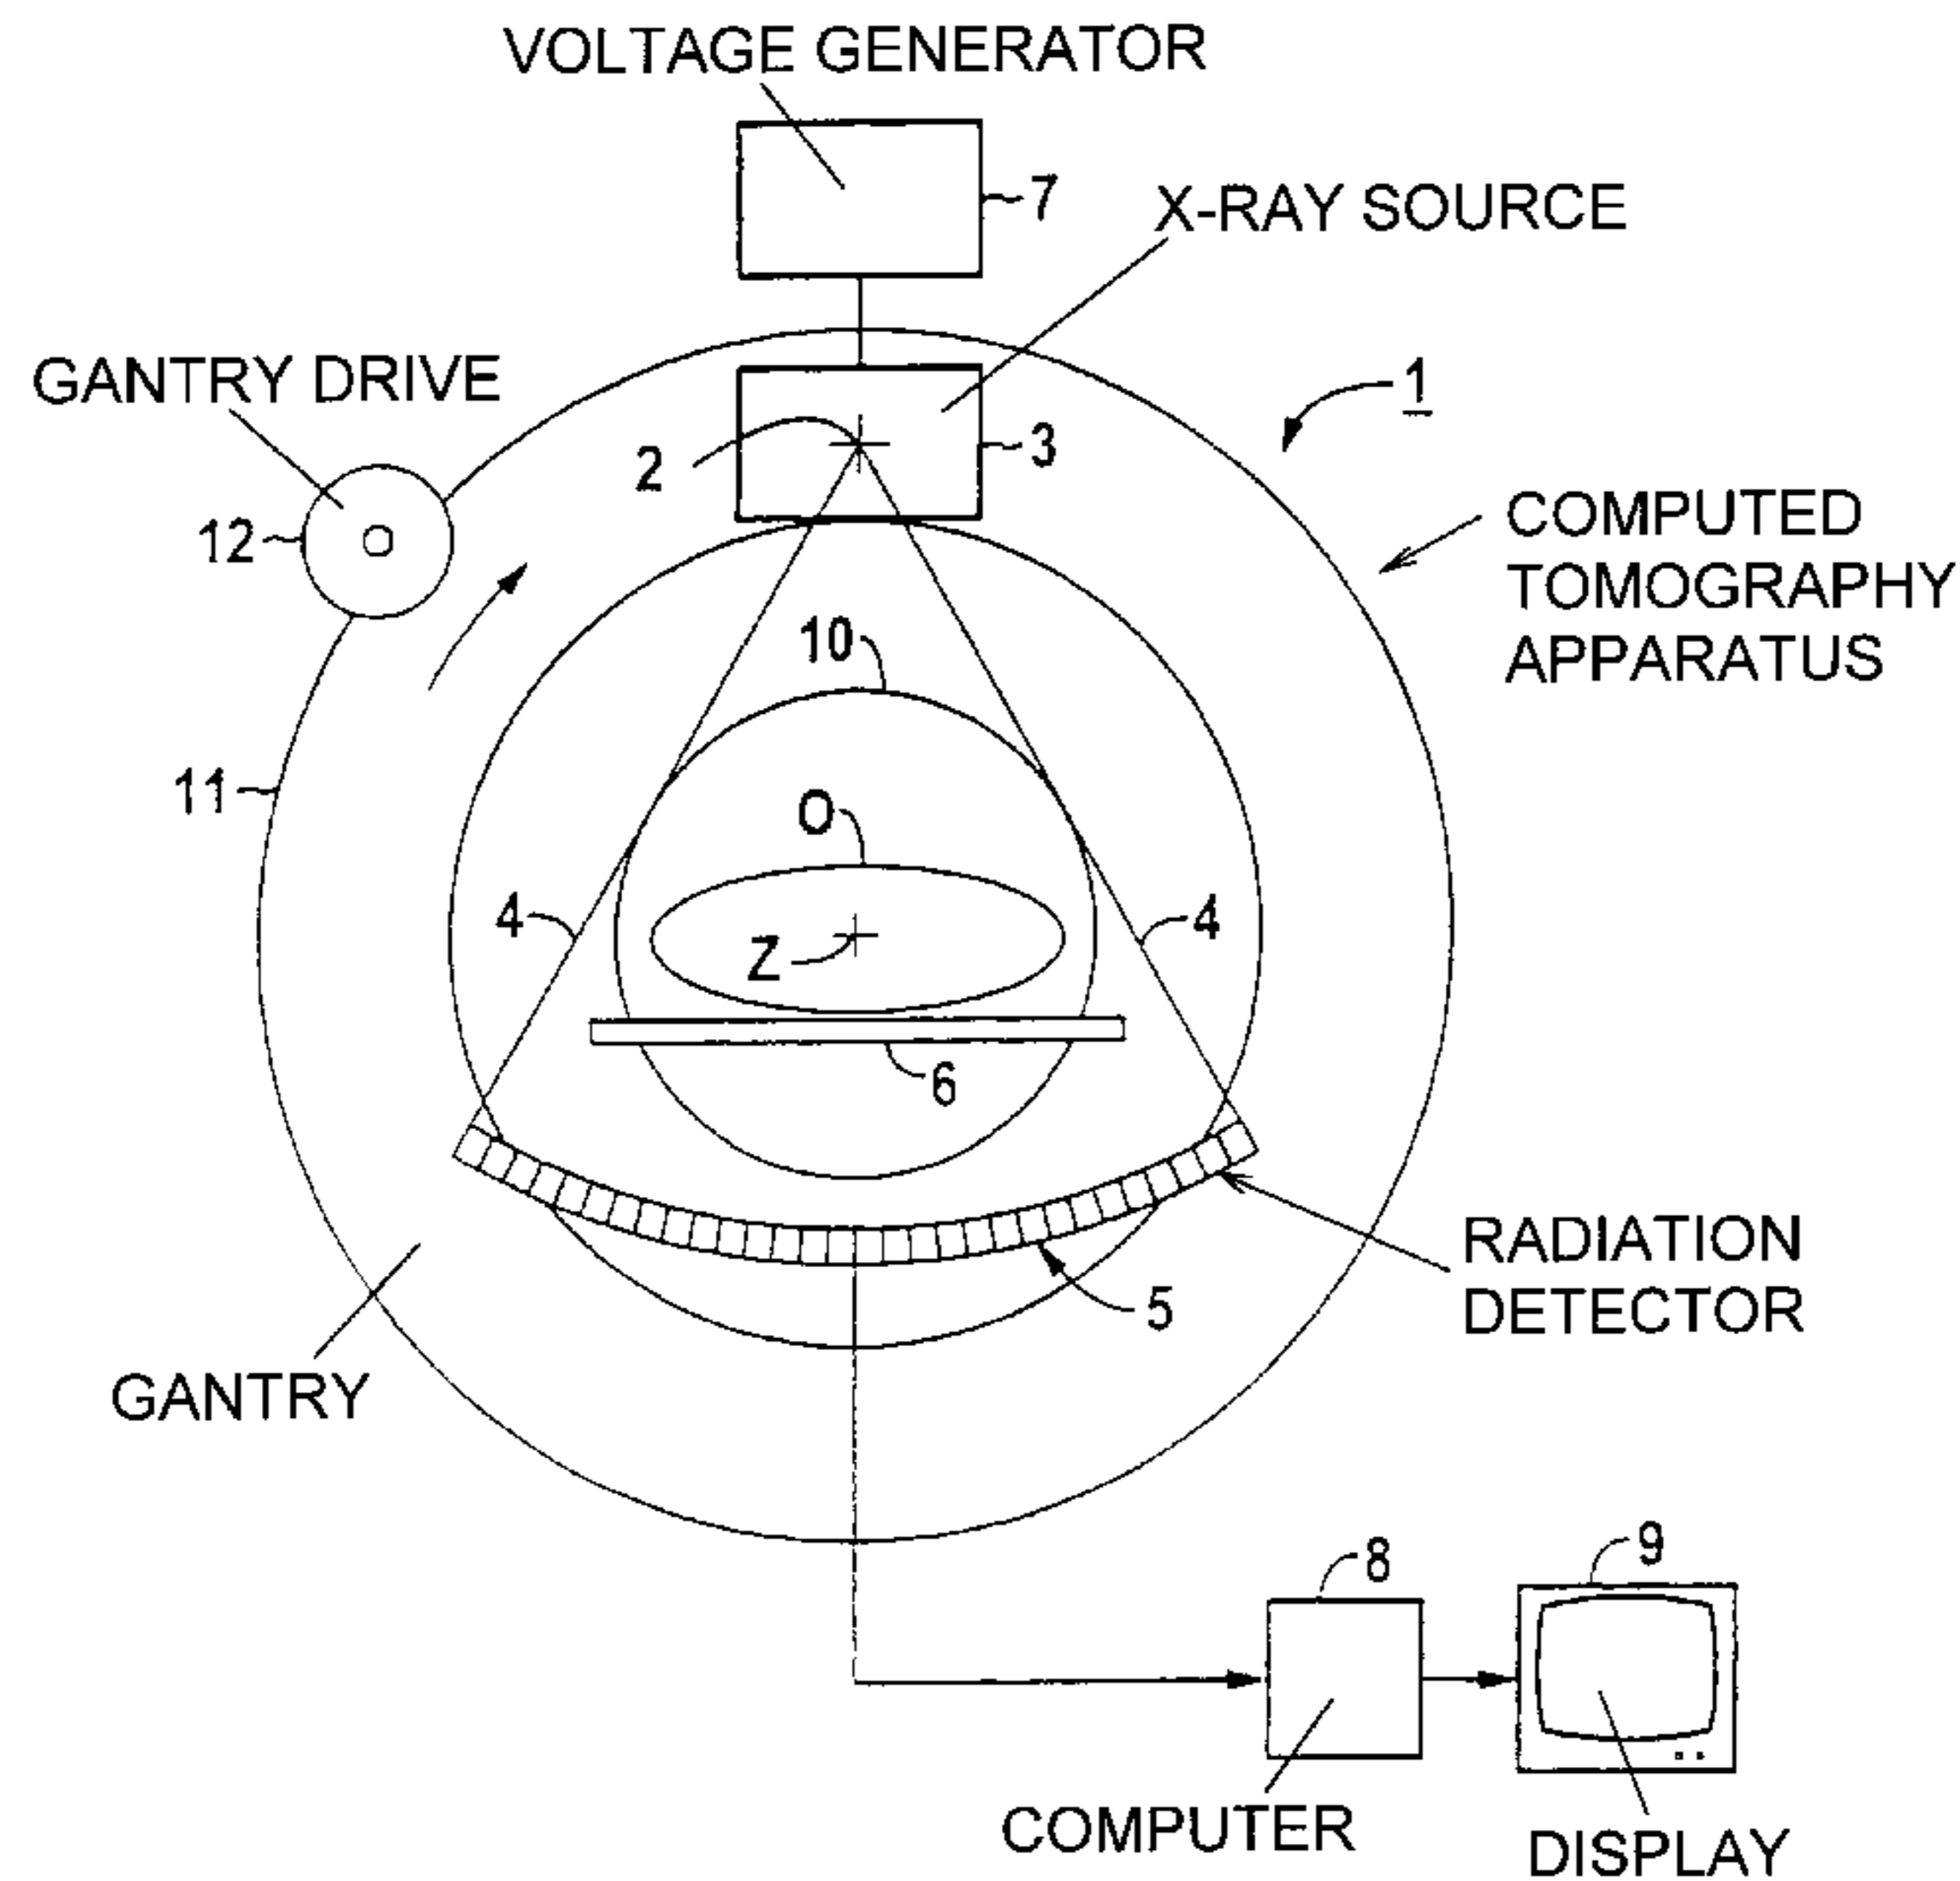 VOLTAGE GENERATOR
7
X-RAY SOURCE
GANTRY DRIVE
1
2
3
12
COMPUTED
TOMOGRAPHY
APPARATUS
10
11
O
4
4
Z
6
RADIATION
DETECTOR
5
GANTRY
8
9
COMPUTER
DISPLAY